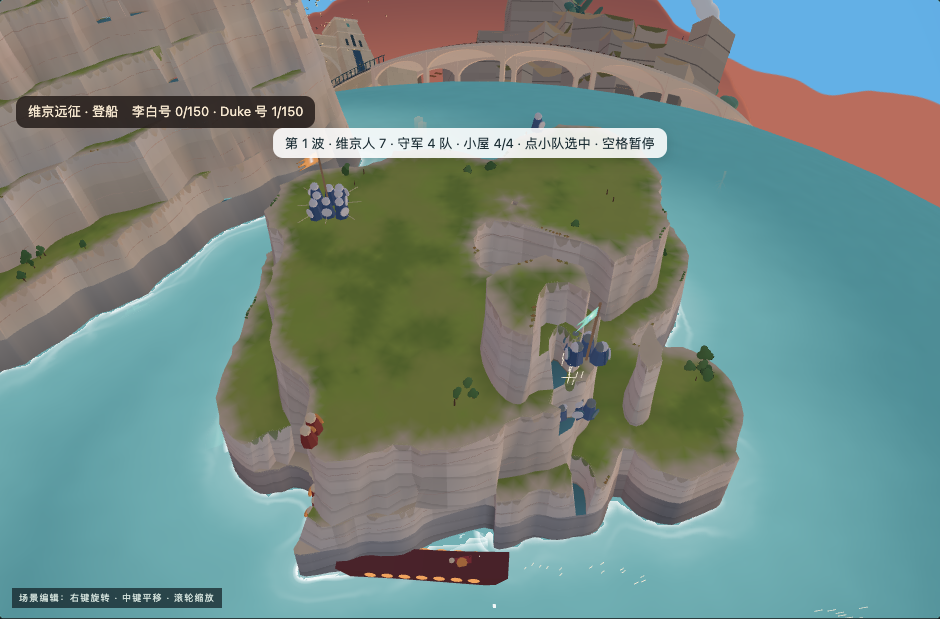 维京远征 · 登船 李白号 0/150 · Duke 号 1/150
第 1 波 · 维京人 7 · 守军 4 队 · 小屋 4/4 · 点小队选中 · 空格暂停
场景编辑: 右键旋转 · 中键平移 · 滚轮缩放